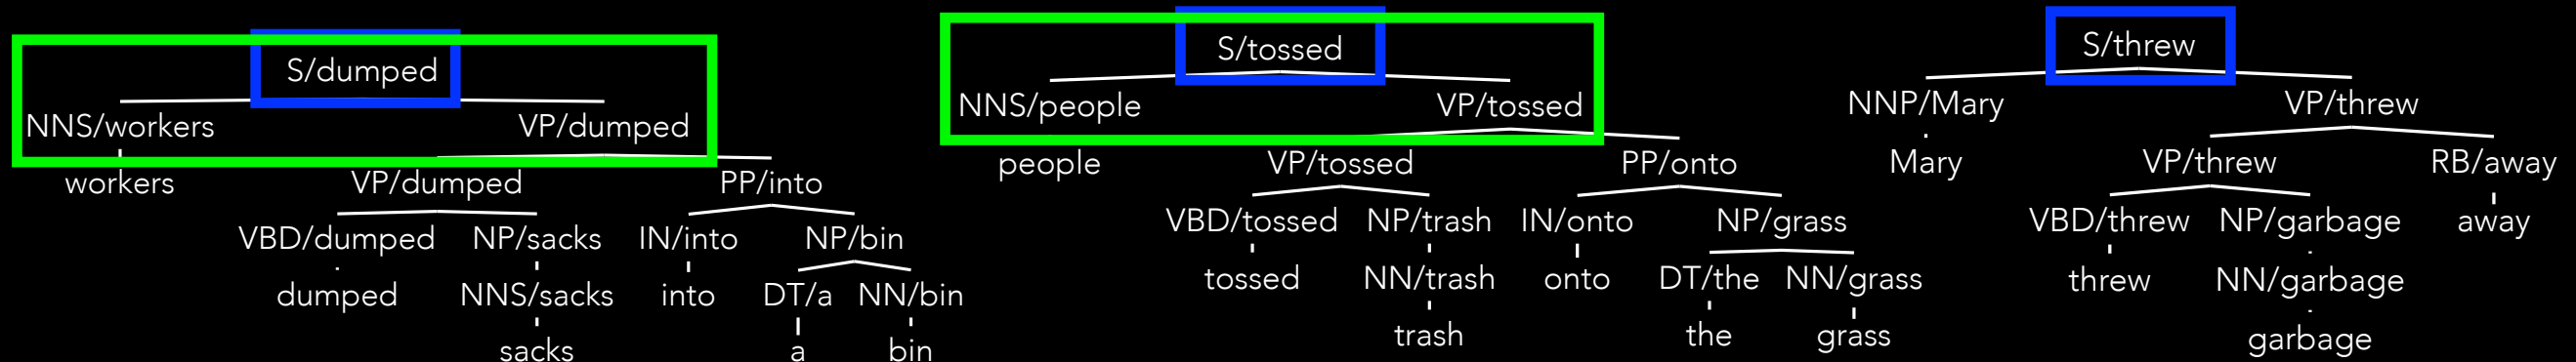 S/dumped
NNS/workers VP/dumped
workers VP/dumped PP/into
VBD/dumped NP/sacks IN/into NP/bin
dumped NNS/sacks into DT/a NN/bin
sacks a bin
S/tossed
NNS/people VP/tossed
people VP/tossed PP/onto
VBD/tossed NP/trash IN/onto NP/grass
tossed NN/trash onto DT/the NN/grass
trash the grass
S/threw
NNP/Mary VP/threw
Mary VP/threw RB/away
VBD/threw NP/garbage away
threw NN/garbage
garbage